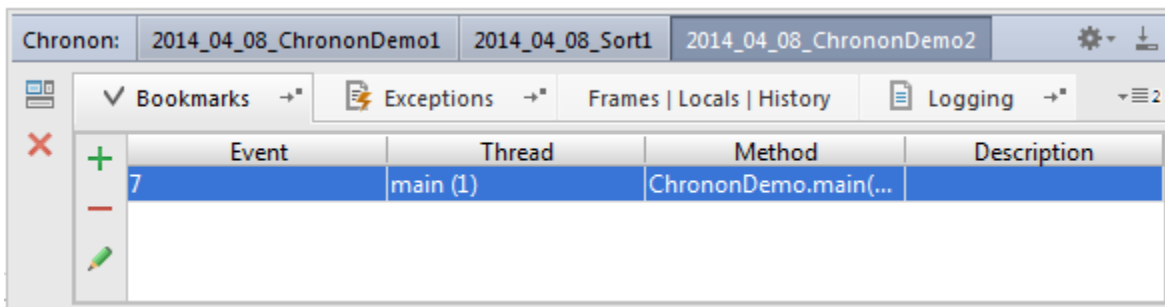 Chronon: 2014_04_08_ChrononDemo1 2014_04_08_Sort1 2014_04_08_ChrononDemo2
Bookmarks Exceptions Frames | Locals | History Logging 2
Event Thread Method Description
7 main (1) ChrononDemo.main(...